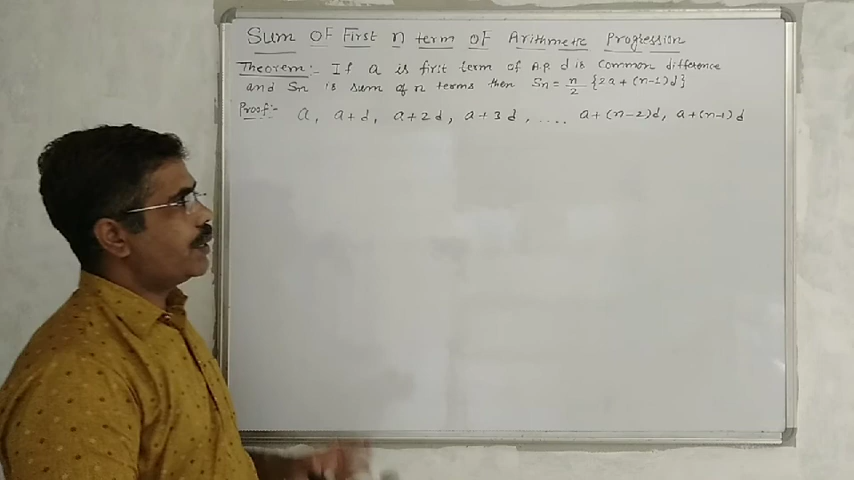 Sum OF First n term OF Arithmetic Progression
Theorem:- If a is first term of A.P. d is Common difference
and Sn is sum of n terms then Sn = n/2 {2a + (n-1)d}
Proof:- a, a+d, a+2d, a+3d, .... a+(n-2)d, a+(n-1)d